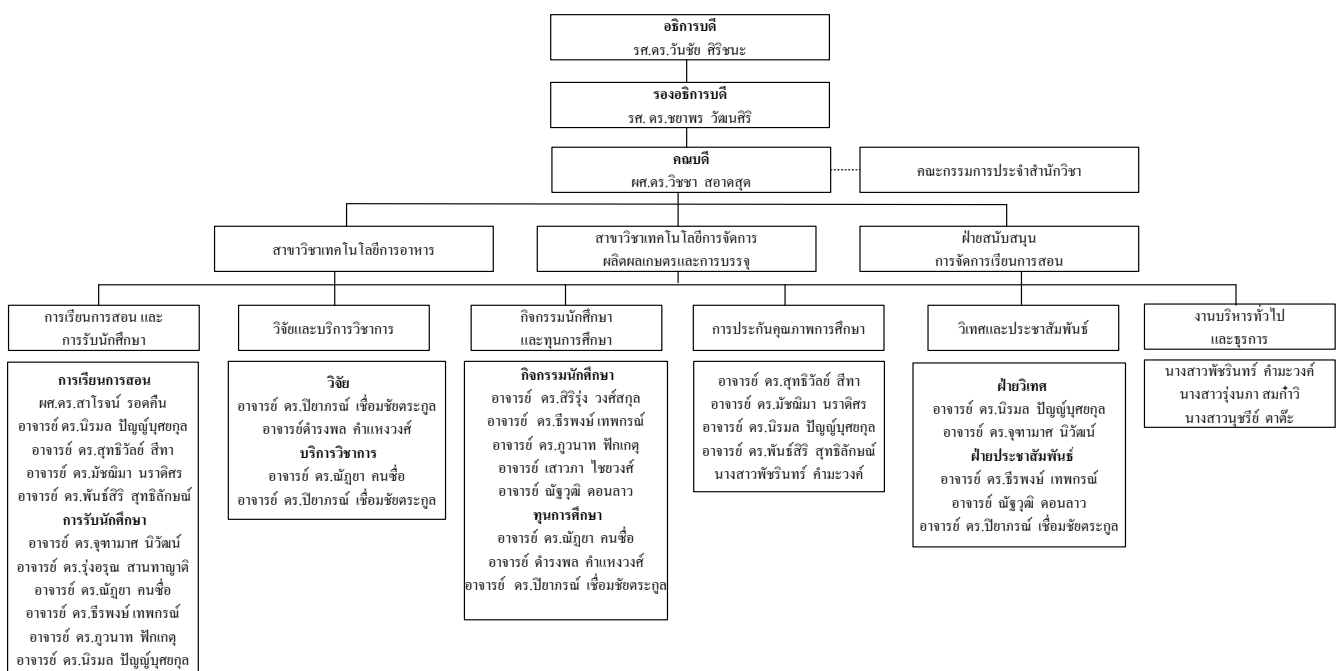 อธิการบดี
รศ.ดร.วันชัย ศิริชนะ
รองอธิการบดี
รศ. ดร.ชยาพร วัฒนศิริ
คณบดี
ผศ.ดร.วิชชา สอาดสุด
คณะกรรมการประจำสำนักวิชา
สาขาวิชาเทคโนโลยีการอาหาร
สาขาวิชาเทคโนโลยีการจัดการ
ผลิตผลเกษตรและการบรรจุ
ฝ่ายสนับสนุน
การจัดการเรียนการสอน
การเรียนการสอน และ
การรับนักศึกษา
วิจัยและบริการวิชาการ
กิจกรรมนักศึกษา
และทุนการศึกษา
การประกันคุณภาพการศึกษา
วิเทศและประชาสัมพันธ์
งานบริหารทั่วไป
และธุรการ
การเรียนการสอน
ผศ.ดร.สาโรจน์ รอดคืน
อาจารย์ ดร.นิรมล ปัญญ์บุศยกุล
อาจารย์ ดร.สุทธิวัลย์ สีทา
อาจารย์ ดร.มัชฌิมา นราดิศร
อาจารย์ ดร.พันธ์สิริ สุทธิลักษณ์
การรับนักศึกษา
อาจารย์ ดร.จุฑามาศ นิวัฒน์
อาจารย์ ดร.รุ่งอรุณ สานทาญาติ
อาจารย์ ดร.ณัฏยา คนซื่อ
อาจารย์ ดร.ธีรพงษ์ เทพกรณ์
อาจารย์ ดร.ภูวนาท ฟักเกตุ
อาจารย์ ดร.นิรมล ปัญญ์บุศยกุล
วิจัย
อาจารย์ ดร.ปิยาภรณ์ เชื่อมชัยตระกูล
อาจารย์ดำรงพล คำแหงวงศ์
บริการวิชาการ
อาจารย์ ดร.ณัฏยา คนซื่อ
อาจารย์ ดร.ปิยาภรณ์ เชื่อมชัยตระกูล
กิจกรรมนักศึกษา
อาจารย์ ดร.สิริรุ่ง วงศ์สกุล
อาจารย์ ดร.ธีรพงษ์ เทพกรณ์
อาจารย์ ดร.ภูวนาท ฟักเกตุ
อาจารย์ เสาวภา ไชยวงศ์
อาจารย์ ณัฐวุฒิ ดอนลาว
ทุนการศึกษา
อาจารย์ ดร.ณัฏยา คนซื่อ
อาจารย์ ดำรงพล คำแหงวงศ์
อาจารย์ ดร.ปิยาภรณ์ เชื่อมชัยตระกูล
อาจารย์ ดร.สุทธิวัลย์ สีทา
อาจารย์ ดร.มัชฌิมา นราดิศร
อาจารย์ ดร.นิรมล ปัญญ์บุศยกุล
อาจารย์ ดร.พันธ์สิริ สุทธิลักษณ์
นางสาวพัชรินทร์ คำมะวงค์
ฝ่ายวิเทศ
อาจารย์ ดร.นิรมล ปัญญ์บุศยกุล
อาจารย์ ดร.จุฑามาศ นิวัฒน์
ฝ่ายประชาสัมพันธ์
อาจารย์ ดร.ธีรพงษ์ เทพกรณ์
อาจารย์ ณัฐวุฒิ ดอนลาว
อาจารย์ ดร.ปิยาภรณ์ เชื่อมชัยตระกูล
นางสาวพัชรินทร์ คำมะวงค์
นางสาวรุ่งนภา สมก๋าวิ
นางสาวนุชรีย์ ตาต๊ะ